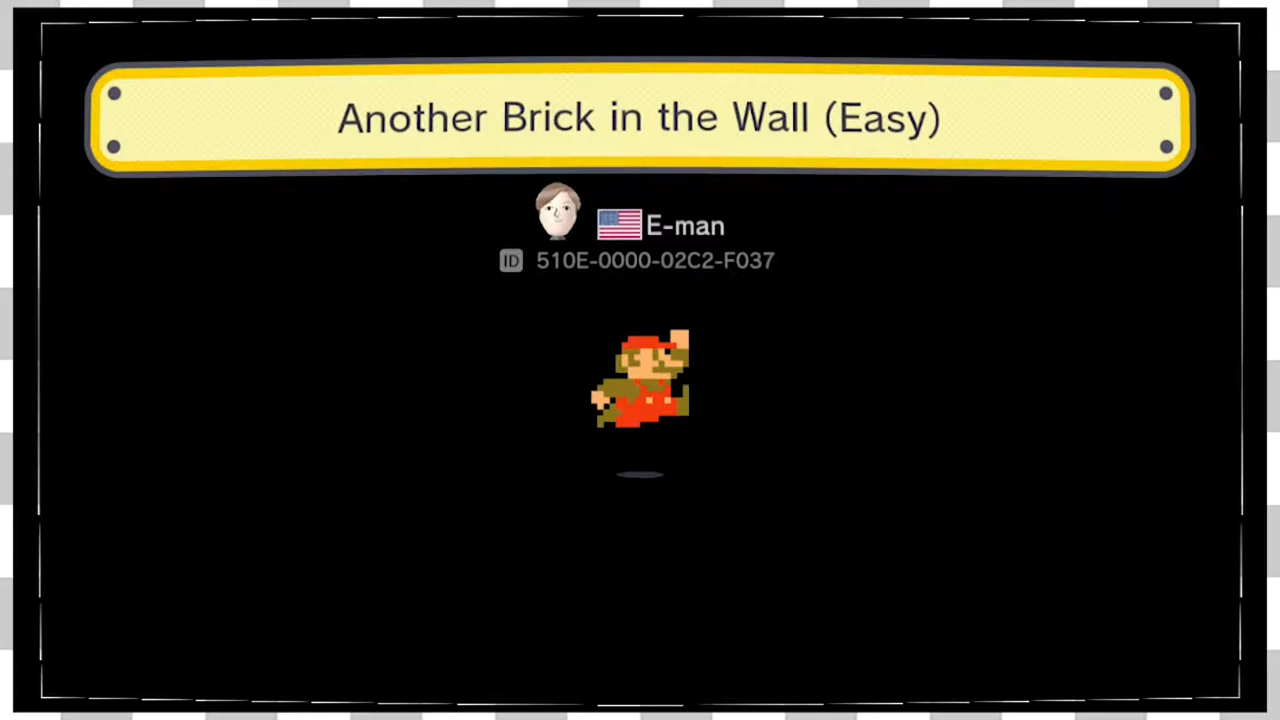 Another Brick in the Wall (Easy)
E-man
ID 510E-0000-02C2-F037